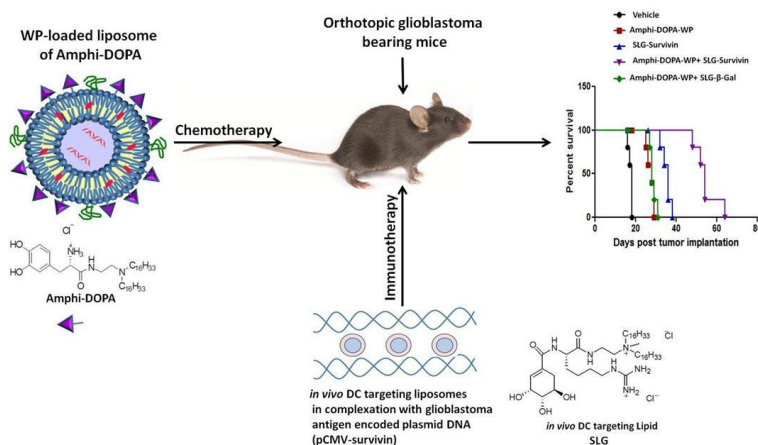 WP-loaded liposome
of Amphi-DOPA
Chemotherapy
Cl⁻
HO
HO
NH₃
+
O
H
N
N
C₁₆H₃₃
C₁₆H₃₃
Amphi-DOPA
Orthotopic glioblastoma
bearing mice
Immunotherapy
in vivo DC targeting liposomes
in complexation with glioblastoma
antigen encoded plasmid DNA
(pCMV-survivin)
Vehicle
Amphi-DOPA-WP
SLG-Survivin
Amphi-DOPA-WP+ SLG-Survivin
Amphi-DOPA-WP+ SLG-β-Gal
Percent survival
150
100
50
0
0 20 40 60 80
Days post tumor implantation
O
H
N
O
N
H
N
+
C₁₆H₃₃
C₁₆H₃₃
Cl
H
N
NH₂
NH₂
+
Cl⁻
HO
OH
OH
in vivo DC targeting Lipid
SLG